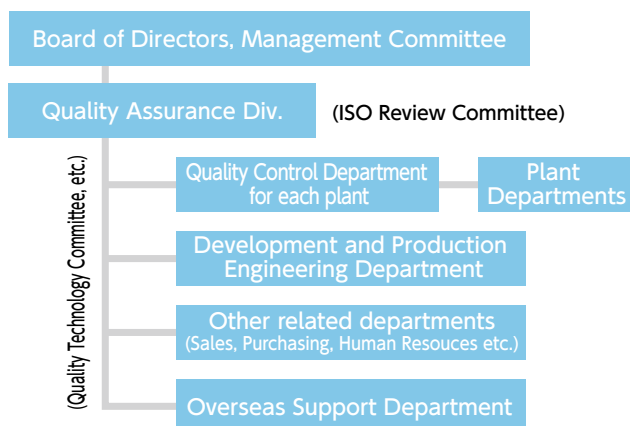 Board of Directors, Management Committee
Quality Assurance Div.
(ISO Review Committee)
(Quality Technology Committee, etc.)
Quality Control Department
for each plant
Plant
Departments
Development and Production
Engineering Department
Other related departments
(Sales, Purchasing, Human Resouces etc.)
Overseas Support Department